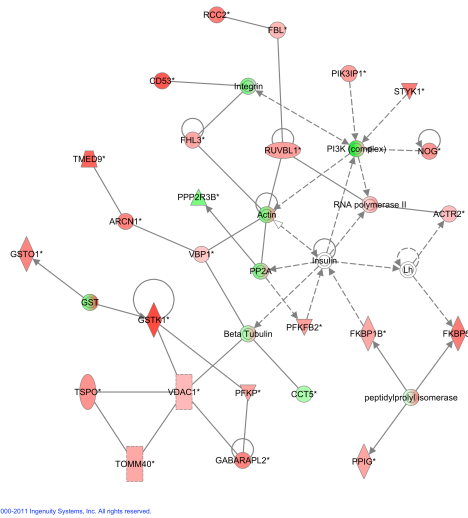 RCC2*
FBL*
CD53*
Integrin
PIK3IP1*
STYK1*
FHL3*
RUVBL1*
PI3K (complex)
NOG*
TMED9*
PPP2R3B*
RNA polymerase II
ACTR2*
ARCN1*
Actin
GSTO1*
VBP1*
Insulin
PP2A
Lh
GST
GSTK1*
Beta Tubulin
PFKFB2*
FKBP1B*
FKBP5
TSPO*
VDAC1*
PFKP*
CCT5*
peptidylprolyl isomerase
TOMM40*
GABARAPL2*
PPIG*
000-2011 Ingenuity Systems, Inc. All rights reserved.